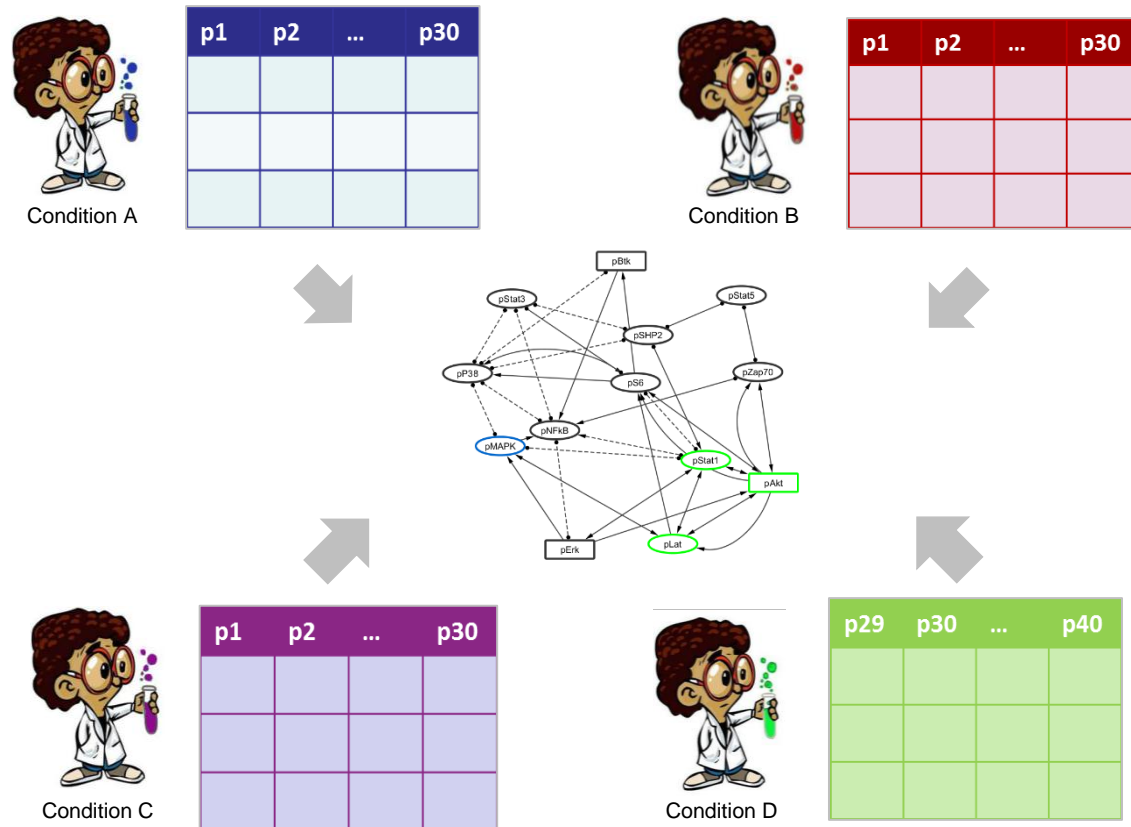 p1 p2 ... p30
Condition A
p1 p2 ... p30
Condition B
pBtk
pStat3
pStat5
pSHP2
pP38
pS6
pZap70
pNFkB
pMAPK
pStat1
pAkt
pErk
pLat
p1 p2 ... p30
Condition C
p29 p30 ... p40
Condition D